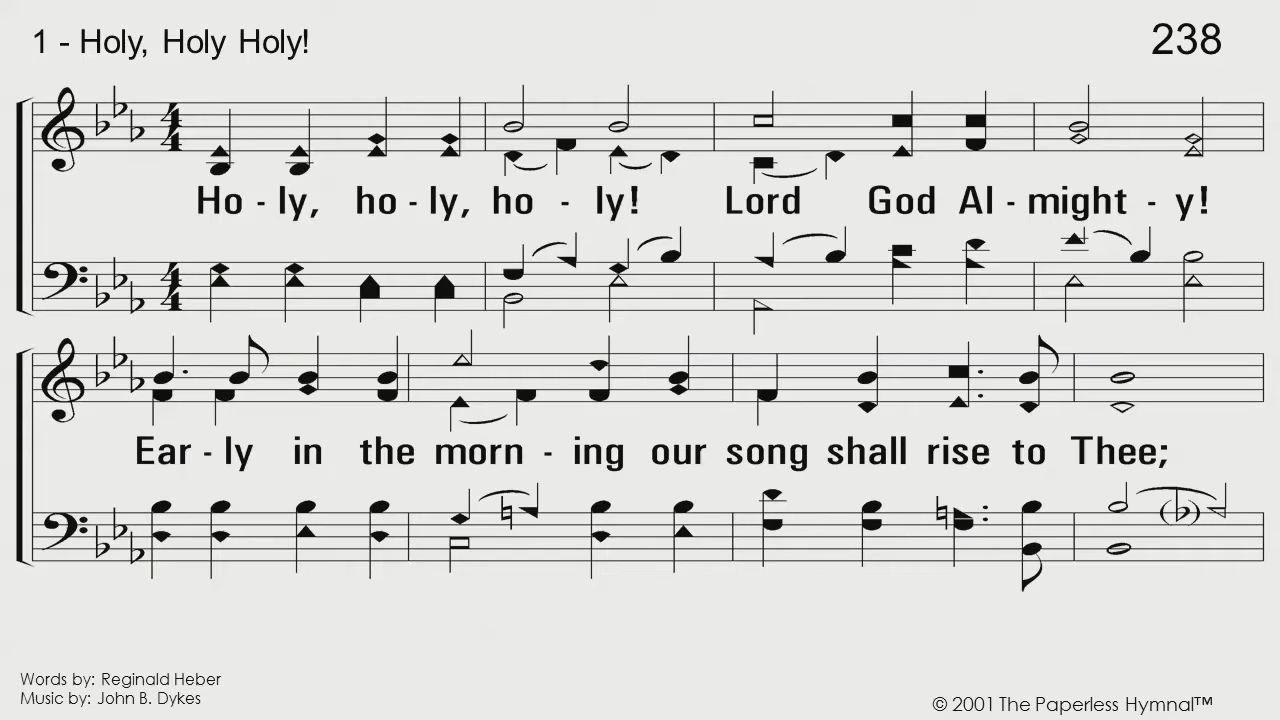 1 - Holy, Holy Holy!
238
Ho - ly, ho - ly, ho - ly! Lord God Al - might - y!
Ear - ly in the morn - ing our song shall rise to Thee;
Words by: Reginald Heber
Music by: John B. Dykes
© 2001 The Paperless Hymnal™